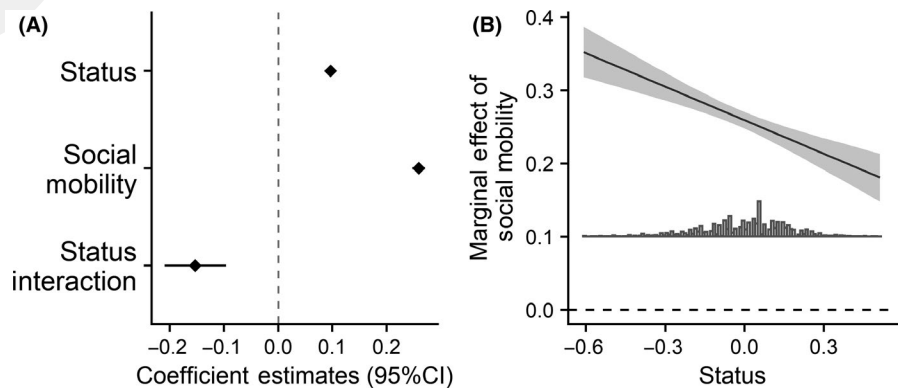 (A)
Status
Social
mobility
Status
interaction
−0.2 −0.1 0.0 0.1 0.2
Coefficient estimates (95%CI)
(B)
Marginal effect of
social mobility
0.4
0.3
0.2
0.1
0.0
−0.6 −0.3 0.0 0.3
Status